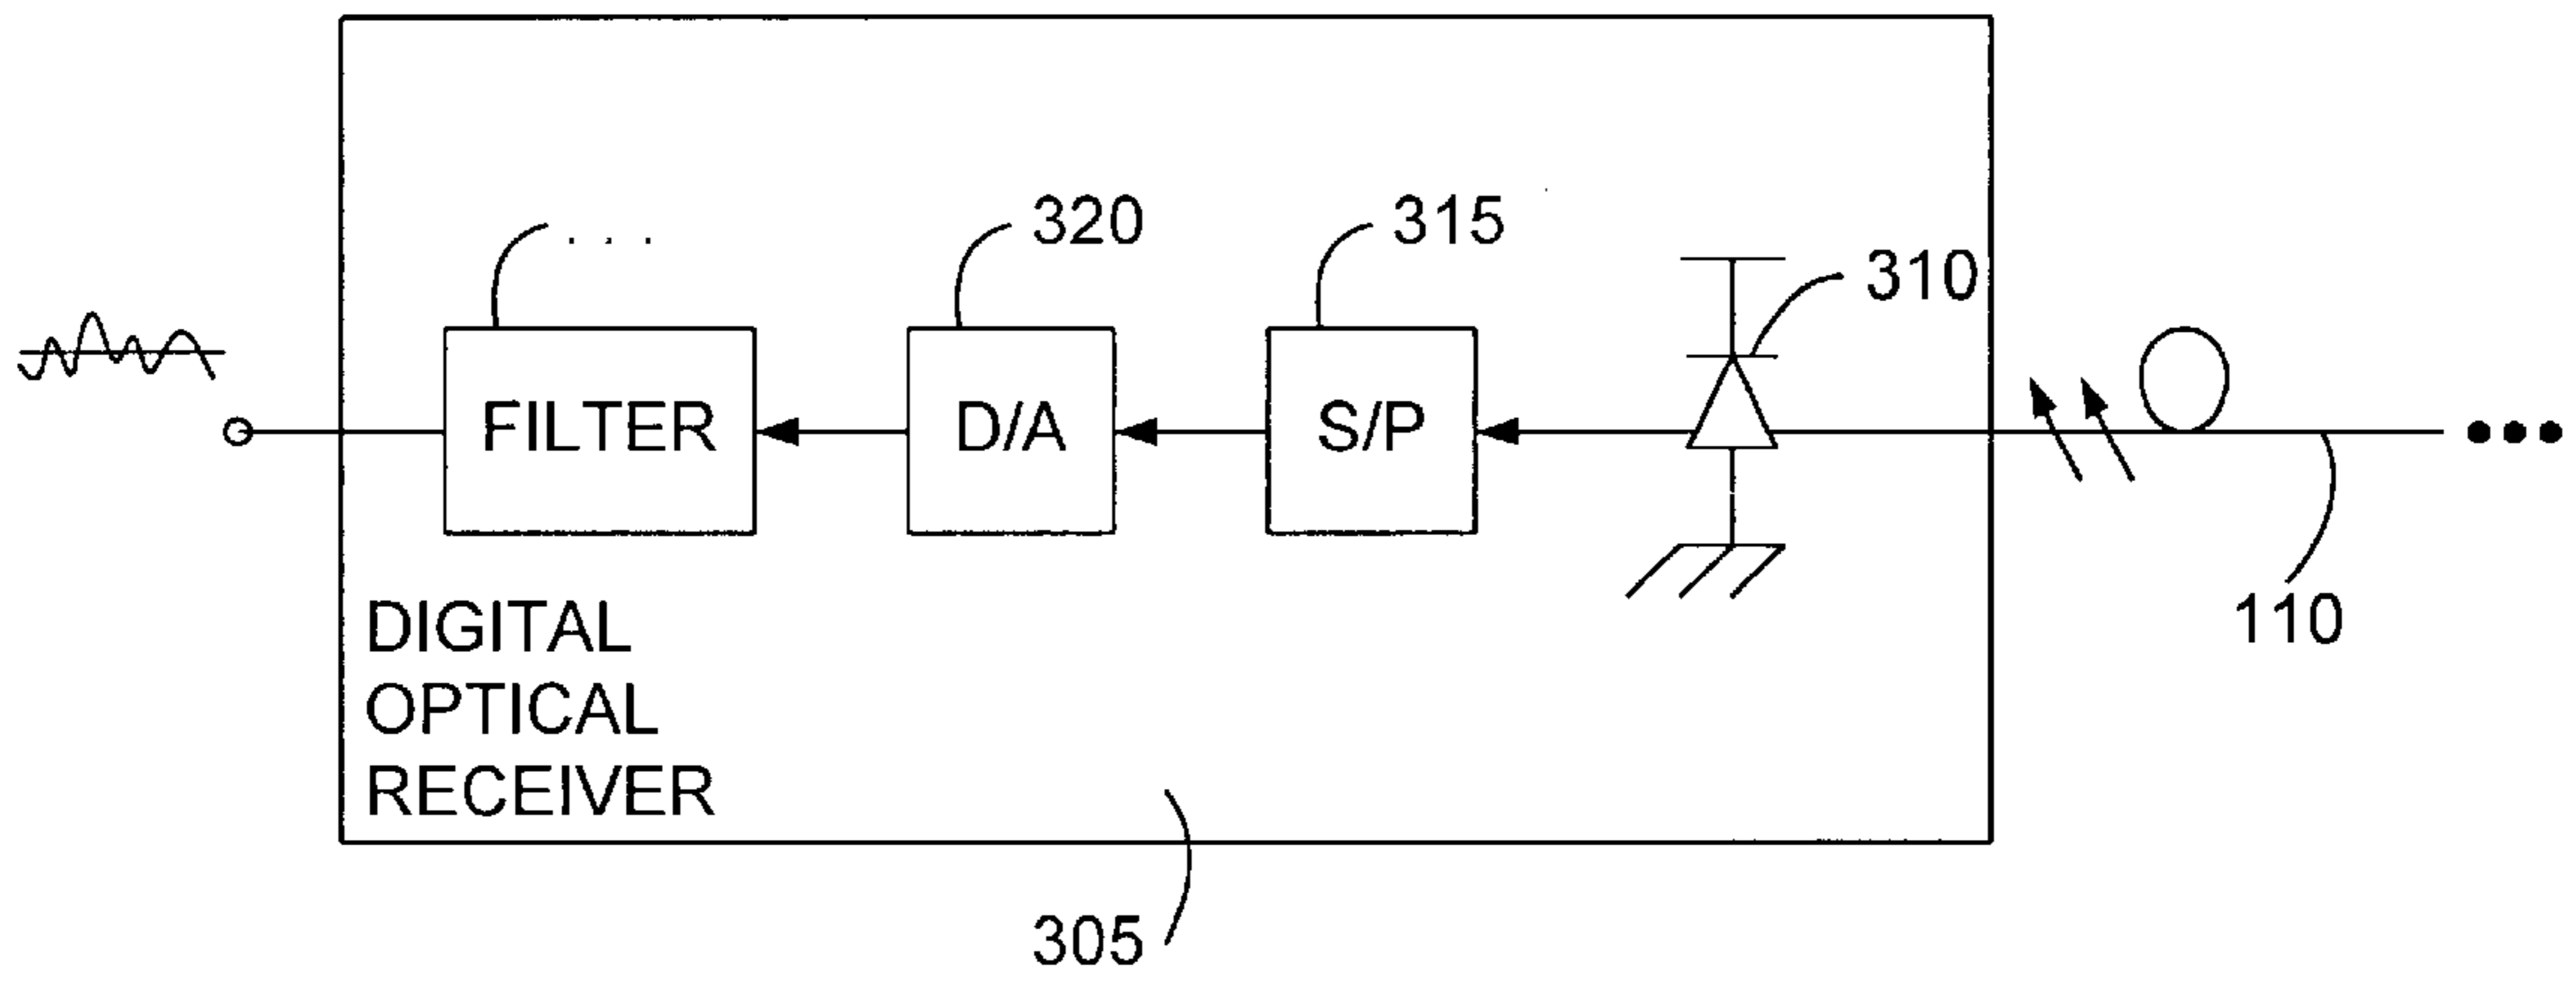 320
315
310
FILTER
D/A
S/P
DIGITAL
OPTICAL
RECEIVER
110
305